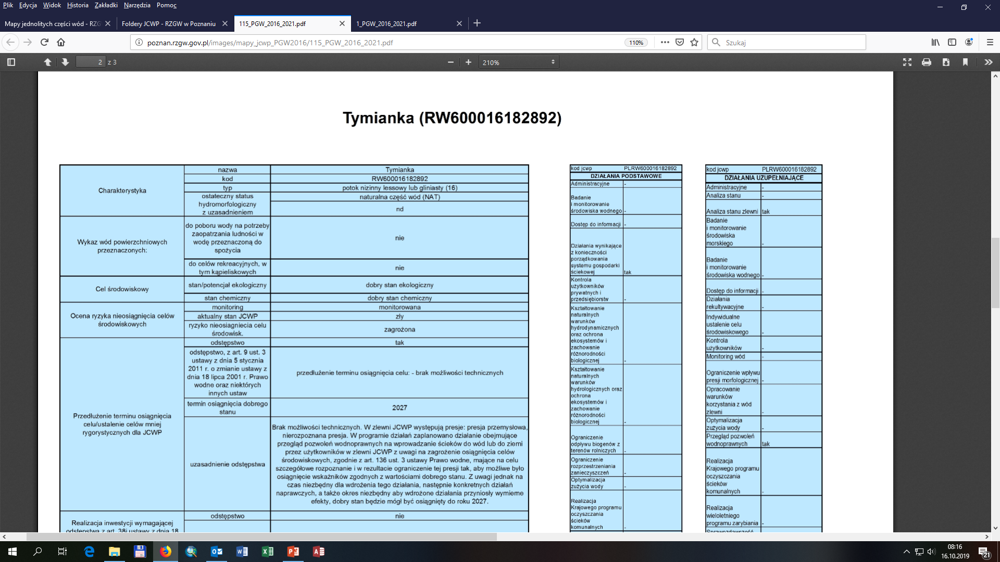 Plik Edycja Widok Historia Zakładki Narzędzia Pomoc
Mapy jednolitych części wód - RZG
Foldery JCWP - RZGW w Poznaniu
115_PGW_2016_2021.pdf
1_PGW_2016_2021.pdf
poznan.rzgw.gov.pl/images/mapy_jcwp_PGW2016/115_PGW_2016_2021.pdf
110%
Szukaj
2 z 3
210%
Tymianka (RW600016182892)
Charakterystyka
nazwa
Tymianka
kod
RW600016182892
typ
potok nizinny lessowy lub gliniasty (16)
ostateczny status
hydromorfologiczny
z uzasadnieniem
naturalna część wód (NAT)
nd
Wykaz wód powierzchniowych
przeznaczonych:
do poboru wody na potrzeby
zaopatrzania ludności w
wodę przeznaczoną do
spożycia
nie
do celów rekreacyjnych, w
tym kąpieliskowych
nie
Cel środowiskowy
stan/potencjał ekologiczny
dobry stan ekologiczny
stan chemiczny
dobry stan chemiczny
Ocena ryzyka nieosiągnięcia celów
środowiskowych
monitoring
monitorowana
aktualny stan JCWP
zły
ryzyko nieosiagniecia celu
środowisk.
zagrożona
Przedłużenie terminu osiągnięcia
celu/ustalenie celów mniej
rygorystycznych dla JCWP
odstępstwo
tak
odstępstwo, z art. 9 ust. 3
ustawy z dnia 5 stycznia
2011 r. o zmianie ustawy z
dnia 18 lipca 2001 r. Prawo
wodne oraz niektórych
innych ustaw
przedłużenie terminu osiągnięcia celu: - brak możliwości technicznych
termin osiągnięcia dobrego
stanu
2027
uzasadnienie odstępstwa
Brak możliwości technicznych. W zlewni JCWP występują presje: presja przemysłowa,
nierozpoznana presja. W programie działań zaplanowano działanie obejmujące
przegląd pozwoleń wodnoprawnych na wprowadzanie ścieków do wód lub do ziemi
przez użytkowników w zlewni JCWP z uwagi na zagrożenie osiągnięcia celów
środowiskowych, zgodnie z art. 136 ust. 3 ustawy Prawo wodne, mające na celu
szczegółowe rozpoznanie i w rezultacie ograniczenie tej presji tak, aby możliwe było
osiągnięcie wskaźników zgodnych z wartościami dobrego stanu. Z uwagi jednak na
czas niezbędny dla wdrożenia tego działania, następnie konkretnych działań
naprawczych, a także okres niezbędny aby wdrożone działania przyniosły wymierne
efekty, dobry stan będzie mógł być osiągnięty do roku 2027.
Realizacja inwestycji wymagającej
odstępstwa z art. 38j ustawy z dnia 18
odstępstwo
nie
kod jcwp PLRW600016182892
DZIAŁANIA PODSTAWOWE
Administracyjne -
Badanie
i monitorowanie
środowiska wodnego -
Dostęp do informacji -
Działania wynikające
z konieczności
porządkowania
systemu gospodarki
ściekowej tak
Kontrola
użytkowników
prywatnych i
przedsiębiorstw -
Kształtowanie
naturalnych
warunków
hydrodynamicznych
oraz ochrona
ekosystemów i
zachowanie
różnorodności
biologicznej -
Kształtowanie
naturalnych
warunków
hydrologicznych oraz
ochrona
ekosystemów i
zachowanie
różnorodności
biologicznej -
Ograniczenie
odpływu biogenów z
terenów rolniczych -
Ograniczenie
rozprzestrzeniania
zanieczyszczeń -
Optymalizacja
zużycia wody -
Realizacja
Krajowego programu
oczyszczania
ścieków
komunalnych -
kod jcwp PLRW600016182892
DZIAŁANIA UZUPEŁNIAJĄCE
Administracyjne -
Analiza stanu -
Analiza stanu zlewni tak
Badanie
i monitorowanie
środowiska
morskiego -
Badanie
i monitorowanie
środowiska wodnego -
Dostęp do informacji -
Działania
rekultywacyjne -
Indywidualne
ustalenie celu
środowiskowego -
Kontrola
użytkowników -
Monitoring wód -
Ograniczenie wpływu
presji morfologicznej -
Opracowanie
warunków
korzystania z wód
zlewni -
Optymalizacja
zużycia wody -
Przegląd pozwoleń
wodnoprawnych tak
Realizacja
Krajowego programu
oczyszczania
ścieków
komunalnych -
Realizacja
wieloletniego
programu zarybiania -
Sprawozdawczość
08:16
16.10.2019
21